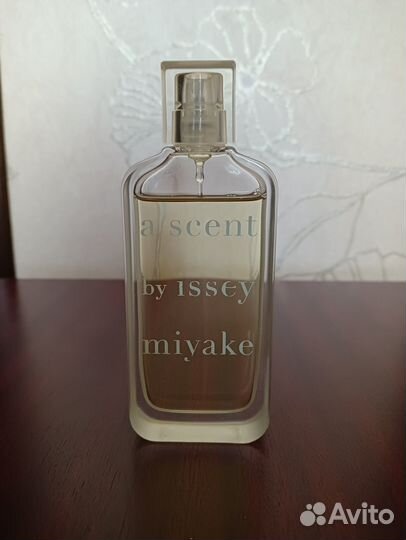 a scent
by issey
miyake
Avito